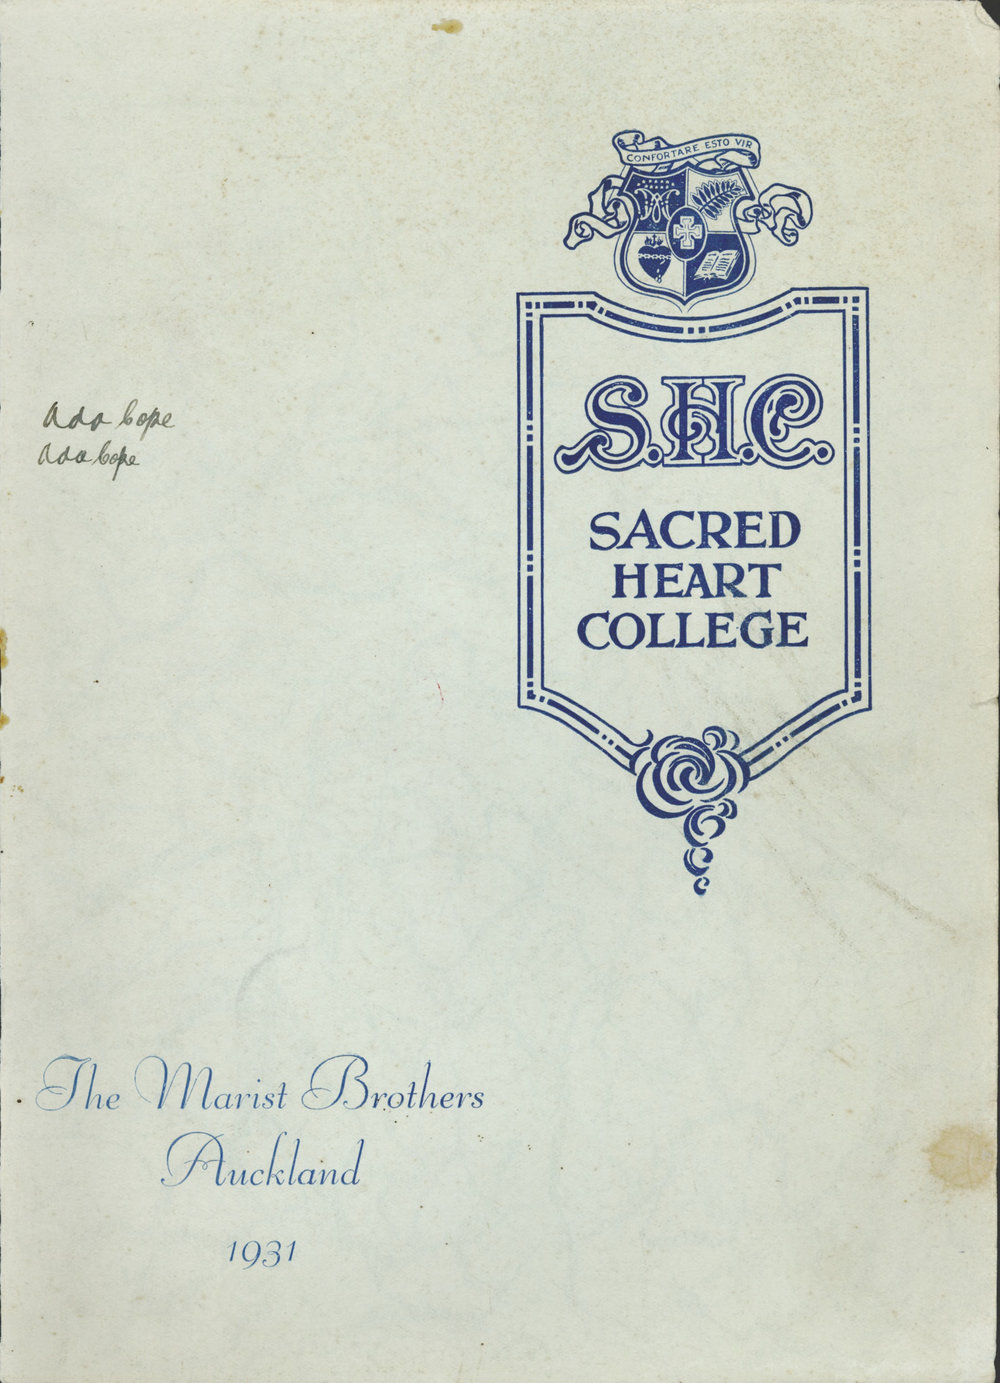 CONFORTARE ESTO VIR
S.H.C.
SACRED
HEART
COLLEGE
Ada Cope
Ada Cope
The Marist Brothers
Auckland
1931